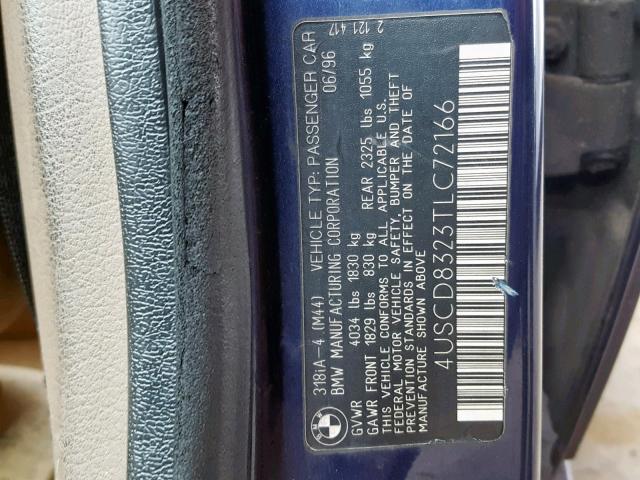 318iA-4 (M44) VEHICLE TYP: PASSENGER CAR 2 121 417
BMW MANUFACTURING CORPORATION 06/96
GVWR 4034 lbs 1830 kg
GAWR FRONT 1829 lbs 830 kg REAR 2325 lbs 1055 kg
THIS VEHICLE CONFORMS TO ALL APPLICABLE U.S.
FEDERAL MOTOR VEHICLE SAFETY, BUMPER AND THEFT
PREVENTION STANDARDS IN EFFECT ON THE DATE OF
MANUFACTURE SHOWN ABOVE
4USCD8323TLC72166
BMW